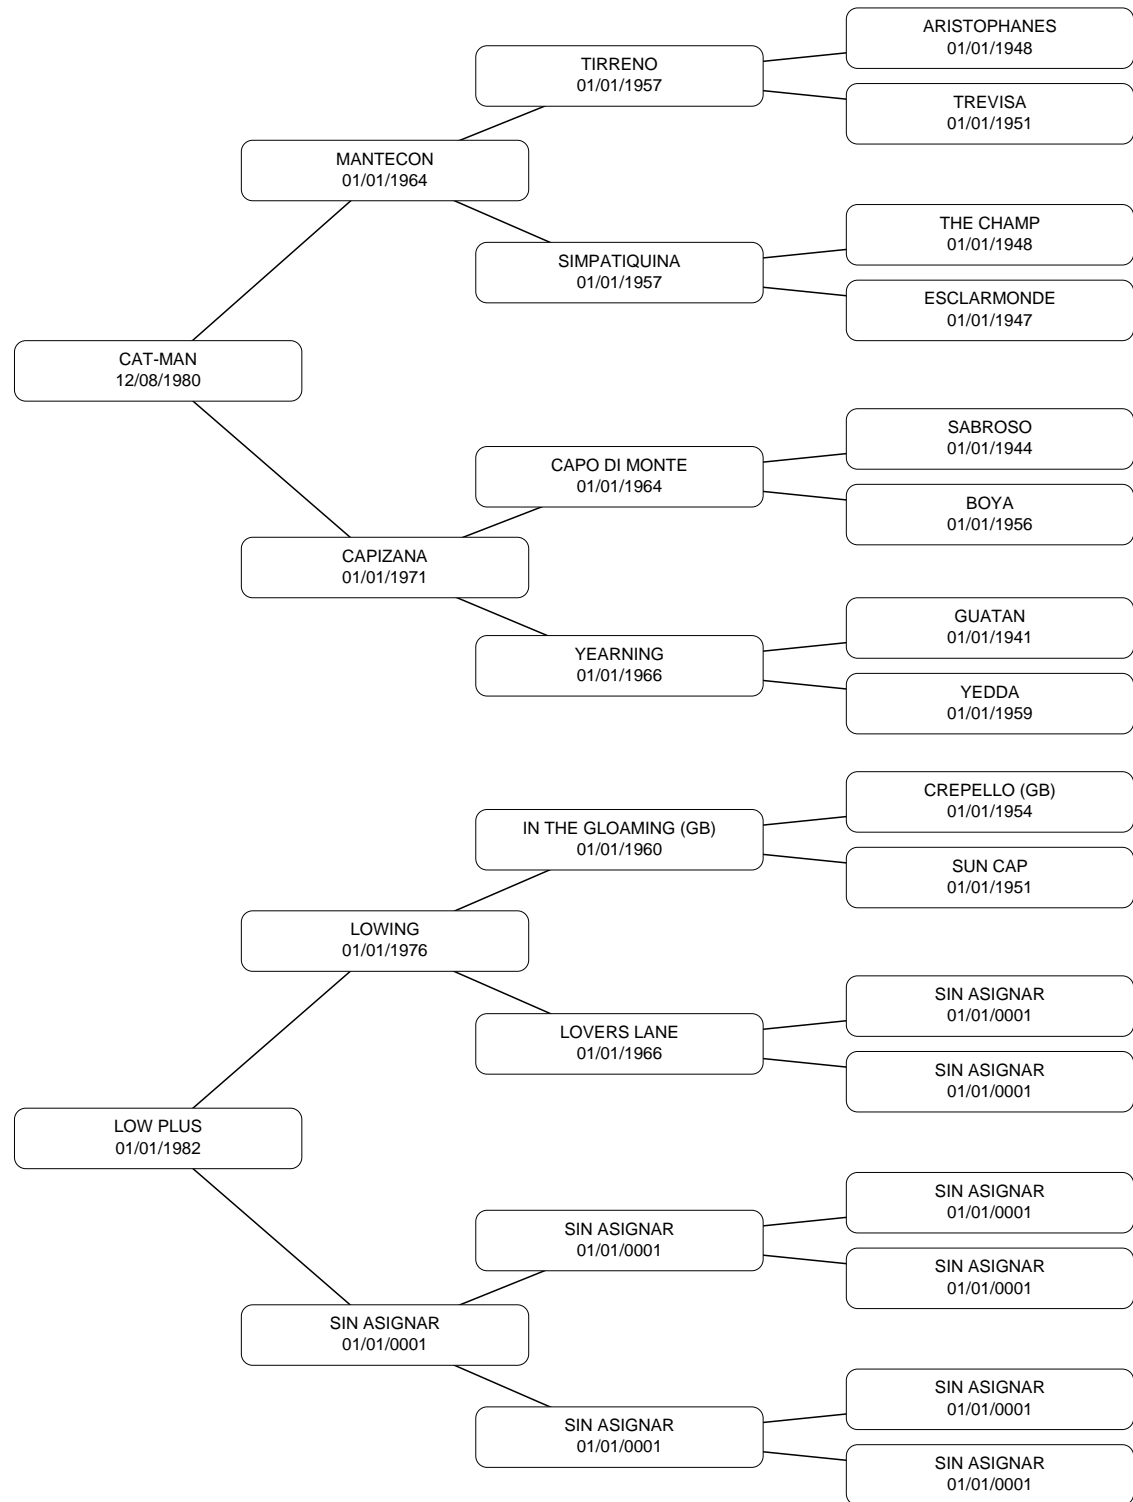 ARISTOPHANES
01/01/1948
TIRRENO
01/01/1957
TREVISA
01/01/1951
MANTECON
01/01/1964
THE CHAMP
01/01/1948
SIMPATIQUINA
01/01/1957
ESCLARMONDE
01/01/1947
CAT-MAN
12/08/1980
SABROSO
01/01/1944
CAPO DI MONTE
01/01/1964
BOYA
01/01/1956
CAPIZANA
01/01/1971
GUATAN
01/01/1941
YEARNING
01/01/1966
YEDDA
01/01/1959
CREPELLO (GB)
01/01/1954
IN THE GLOAMING (GB)
01/01/1960
SUN CAP
01/01/1951
LOWING
01/01/1976
SIN ASIGNAR
01/01/0001
LOVERS LANE
01/01/1966
SIN ASIGNAR
01/01/0001
LOW PLUS
01/01/1982
SIN ASIGNAR
01/01/0001
SIN ASIGNAR
01/01/0001
SIN ASIGNAR
01/01/0001
SIN ASIGNAR
01/01/0001
SIN ASIGNAR
01/01/0001
SIN ASIGNAR
01/01/0001
SIN ASIGNAR
01/01/0001